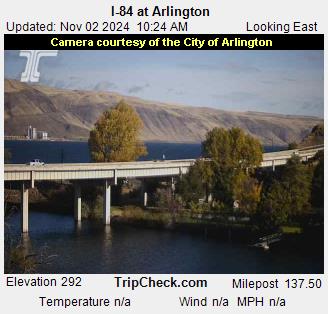 I-84 at Arlington
Updated: Nov 02 2024 10:24 AM Looking East
Camera courtesy of the City of Arlington
Elevation 292 TripCheck.com Milepost 137.50
Temperature n/a Wind n/a MPH n/a